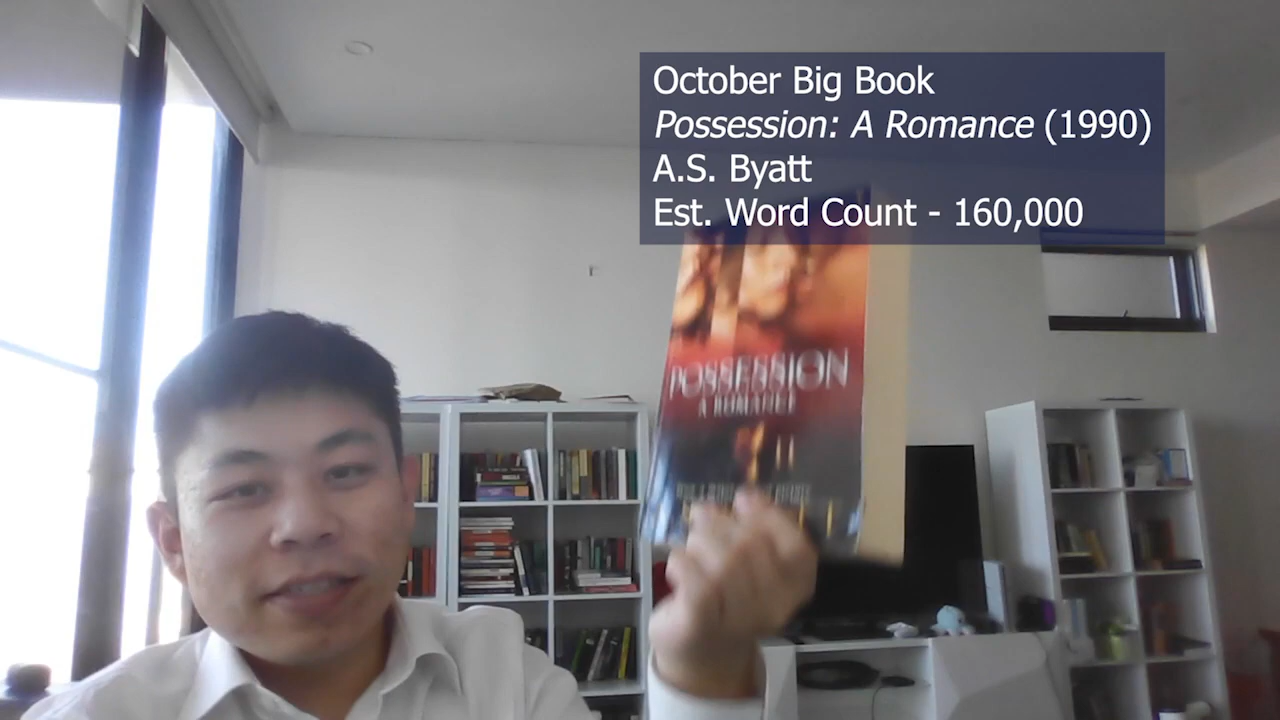 October Big Book
Possession: A Romance (1990)
A.S. Byatt
Est. Word Count - 160,000
POSSESSION
A ROMANCE